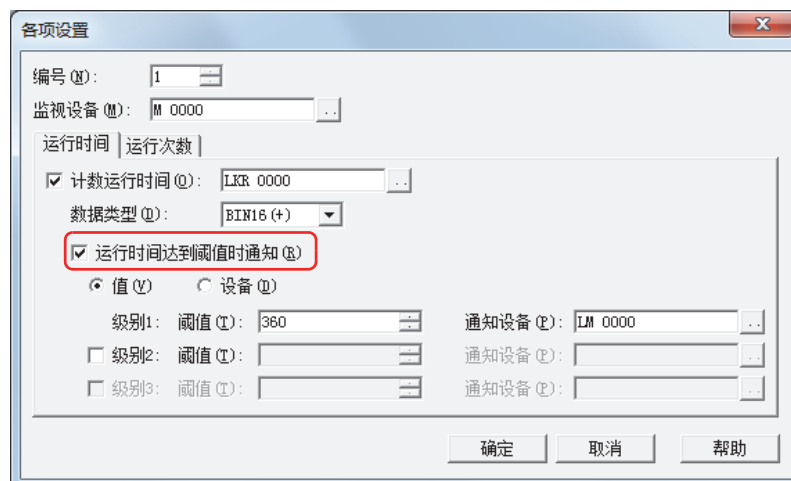 各项设置
编号(N): 1
监视设备(M): M 0000 ..
运行时间 运行次数
计数运行时间(O): LKR 0000 ..
数据类型(D): BIN16(+)
运行时间达到阈值时通知(R)
值(V) 设备(D)
级别1: 阈值(T): 360 通知设备(P): LM 0000 ..
级别2: 阈值(T): 通知设备(P): ..
级别3: 阈值(T): 通知设备(P): ..
确定 取消 帮助